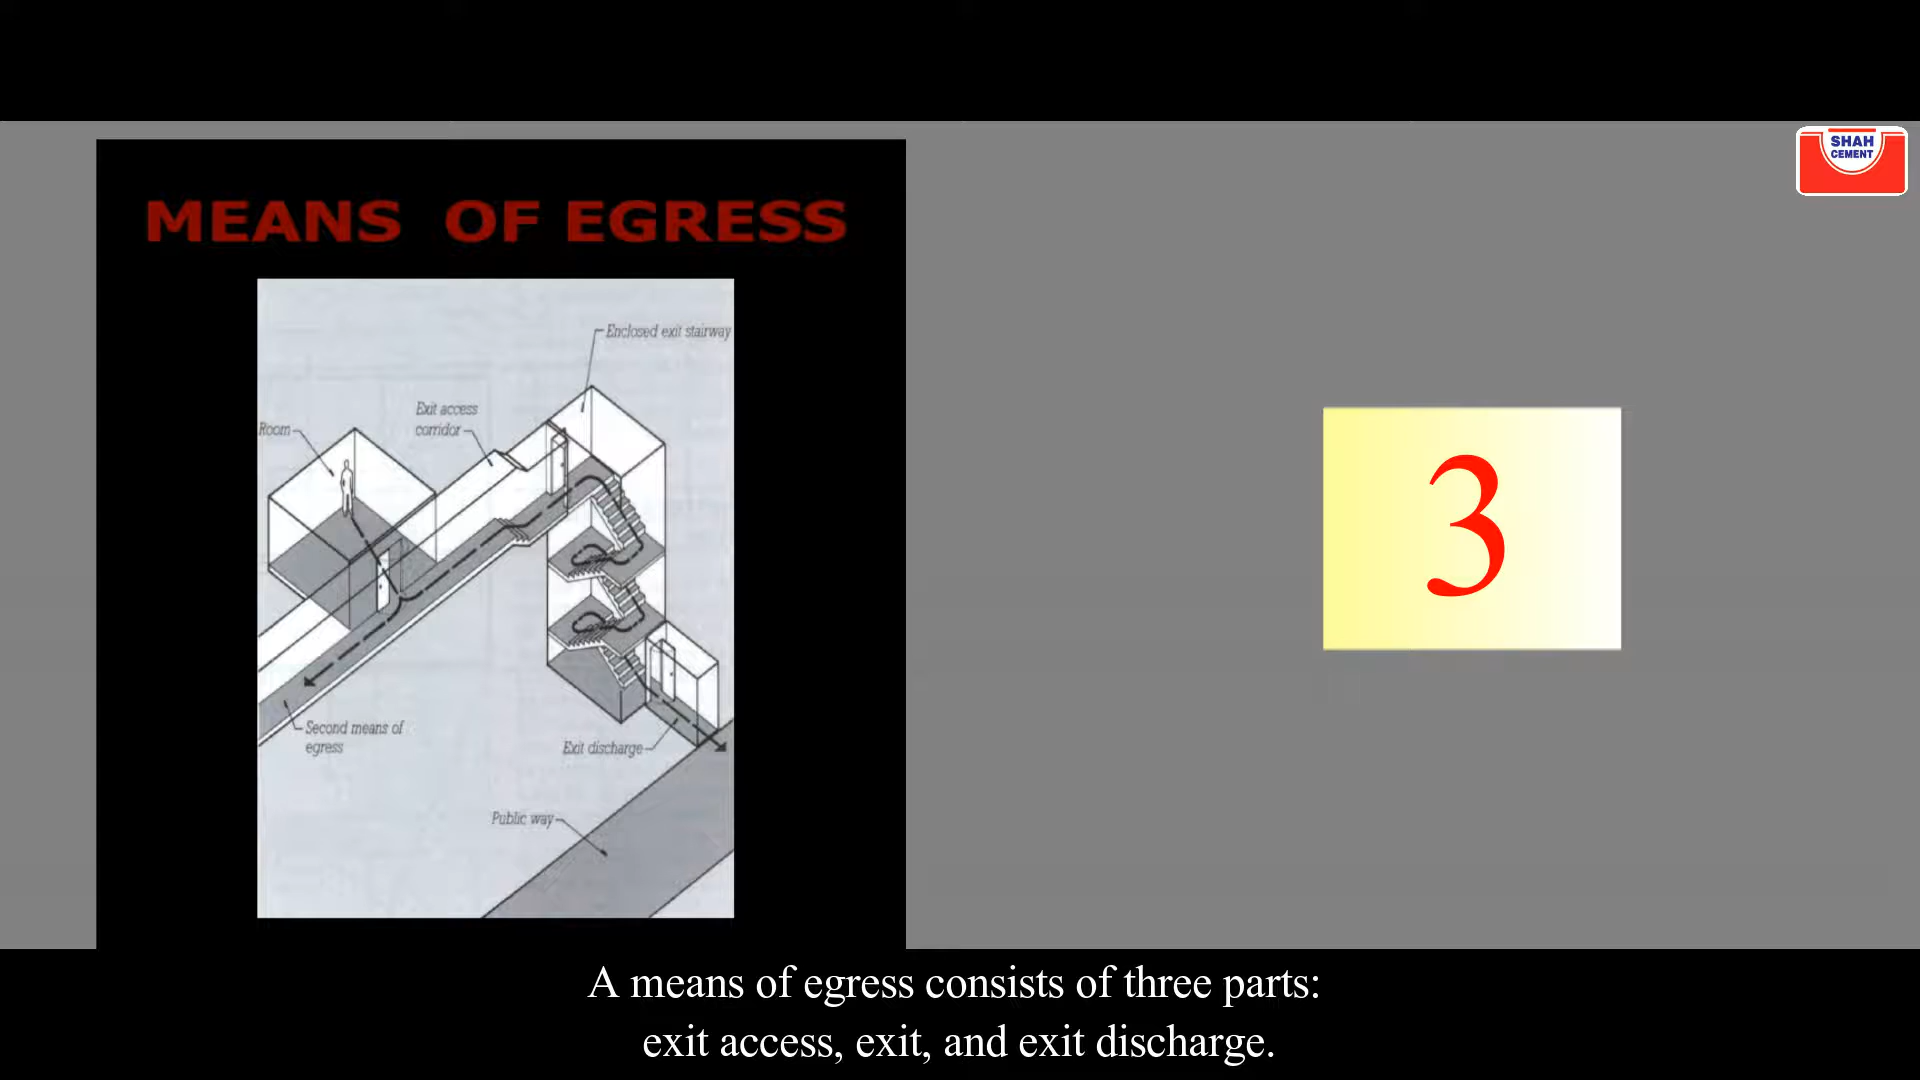 SHAH
CEMENT
MEANS OF EGRESS
Enclosed exit stairway
Exit access
corridor
Room
Second means of
egress
Exit discharge
Public way
3
A means of egress consists of three parts:
exit access, exit, and exit discharge.